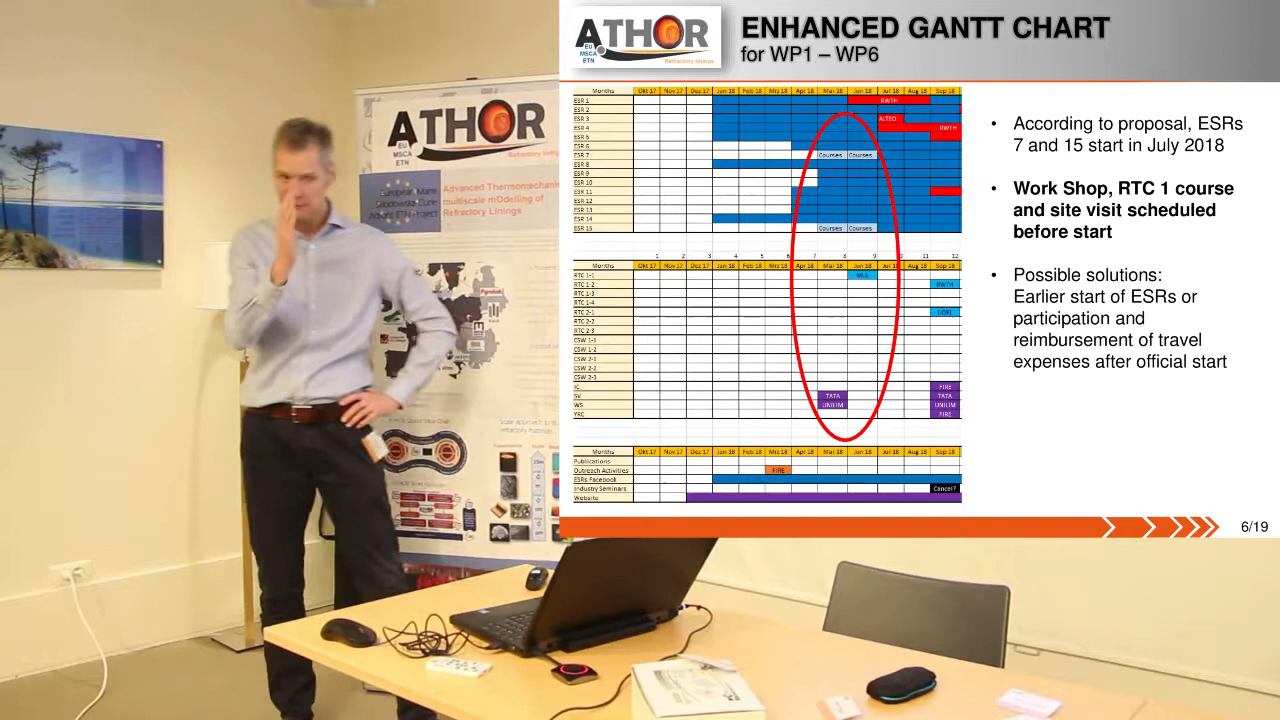 ATHOR
EU
MSCA
ETN
Refractory linings
ENHANCED GANTT CHART
for WP1 – WP6
Months Okt 17 Nov 17 Dez 17 Jan 18 Feb 18 Mrz 18 Apr 18 Mai 18 Jun 18 Jul 18 Aug 18 Sep 18
ESR 1 RWTH
ESR 2
ESR 3 ALTEO
ESR 4 RWTH
ESR 5
ESR 6
ESR 7 Courses Courses
ESR 8
ESR 9
ESR 10
ESR 11
ESR 12
ESR 13
ESR 14
ESR 15 Courses Courses
1 2 3 4 5 6 7 8 9 10 11 12
Months Okt 17 Nov 17 Dez 17 Jan 18 Feb 18 Mrz 18 Apr 18 Mai 18 Jun 18 Jul 18 Aug 18 Sep 18
RTC 1-1 MUL
RTC 1-2 RWTH
RTC 1-3
RTC 1-4
RTC 2-1 UORL
RTC 2-2
RTC 2-3
CSW 1-1
CSW 1-2
CSW 2-1
CSW 2-2
CSW 2-3
IC FIRE
SV TATA TATA
WS UNILIM UNILIM
YRC FIRE
Months Okt 17 Nov 17 Dez 17 Jan 18 Feb 18 Mrz 18 Apr 18 Mai 18 Jun 18 Jul 18 Aug 18 Sep 18
Publications
Outreach Activities FIRE
ESRs Facebook
Industry Seminars Cancel?
Website
• According to proposal, ESRs
7 and 15 start in July 2018
• Work Shop, RTC 1 course
and site visit scheduled
before start
• Possible solutions:
Earlier start of ESRs or
participation and
reimbursement of travel
expenses after official start
6/19
ATHOR
EU
MSCA
ETN
Refractory lining
European Marie
Skłodowska-Curie
Actions ETN Project
Advanced Thermomechani
multiscale mOdelling of
Refractory Linings